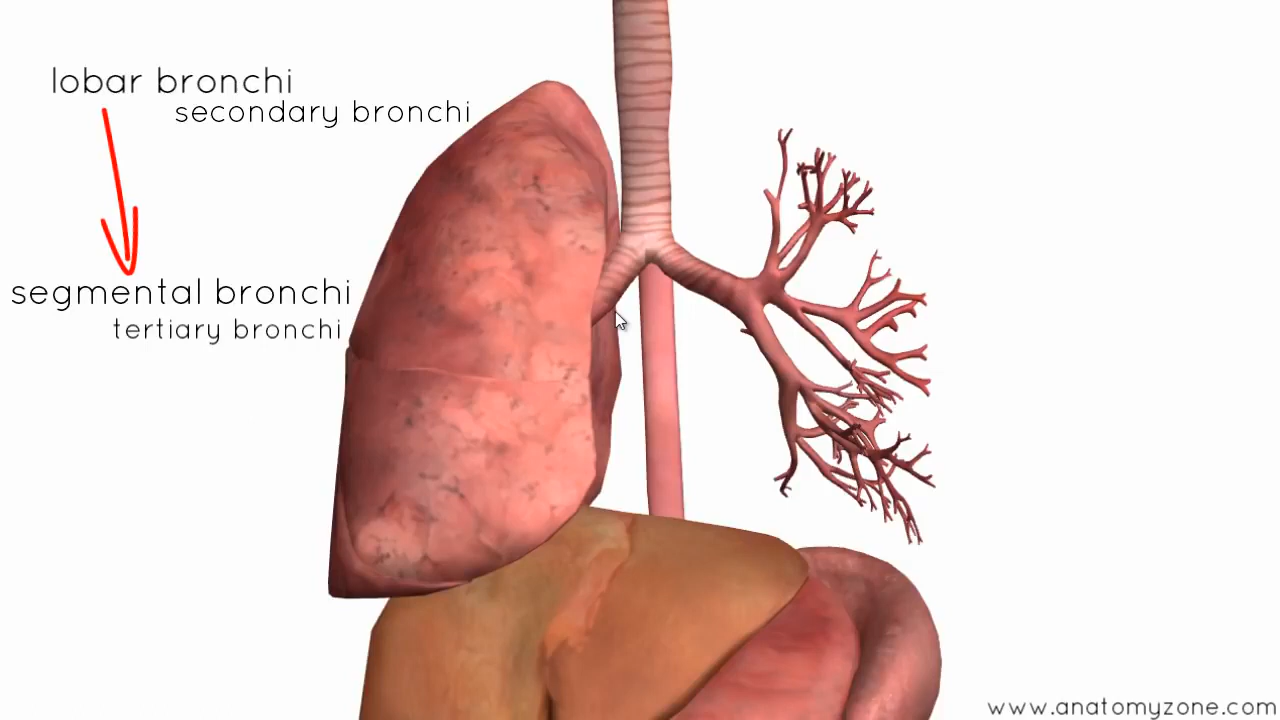 lobar bronchi
secondary bronchi
segmental bronchi
tertiary bronchi
www.anatomyzone.com